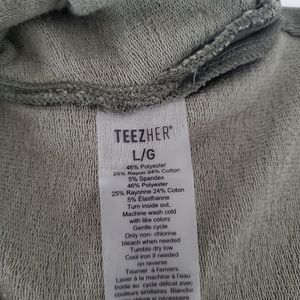 TEEZHER®
L/G
46% Polyester
25% Rayon 24% Cotton
5% Spandex
46% Polyester
25% Rayonne 24% Coton
5% Élasthanne
Turn inside out,
Machine wash cold
with like colors
Gentle cycle
Only non- chlorine
bleach when needed
Tumble dry low
Cool iron if needed
on reverse
Tourner à l'envers.
Laver à la machine à l'eau
froide au cycle délicat avec
couleurs similaires.